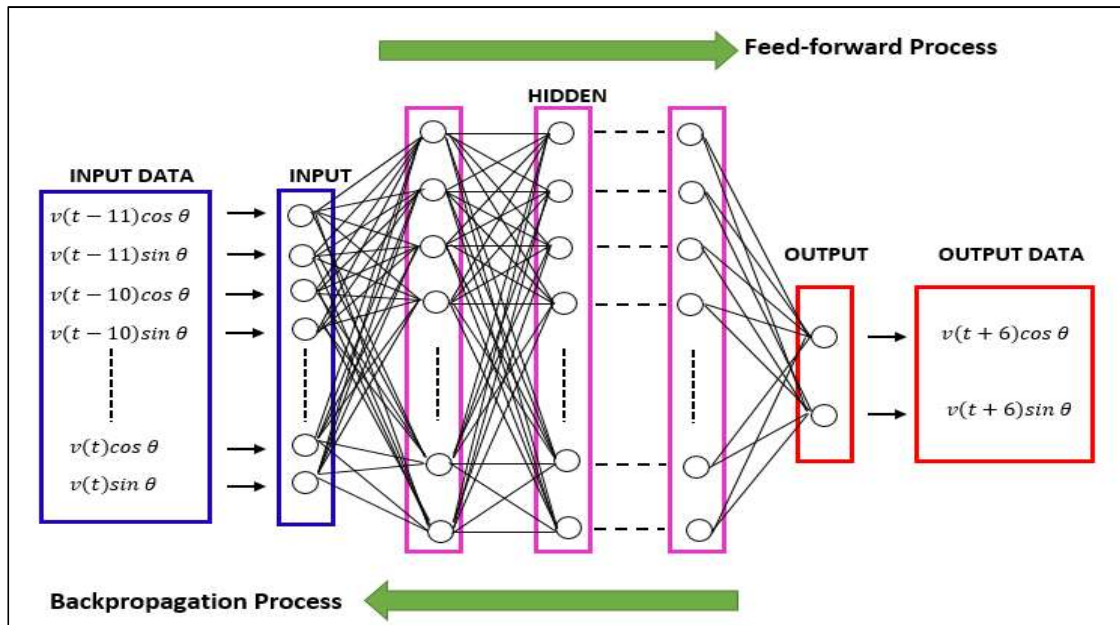 Feed-forward Process
HIDDEN
INPUT DATA
INPUT
v(t − 11)cos θ
v(t − 11)sin θ
v(t − 10)cos θ
v(t − 10)sin θ
v(t)cos θ
v(t)sin θ
OUTPUT
OUTPUT DATA
v(t + 6)cos θ
v(t + 6)sin θ
Backpropagation Process